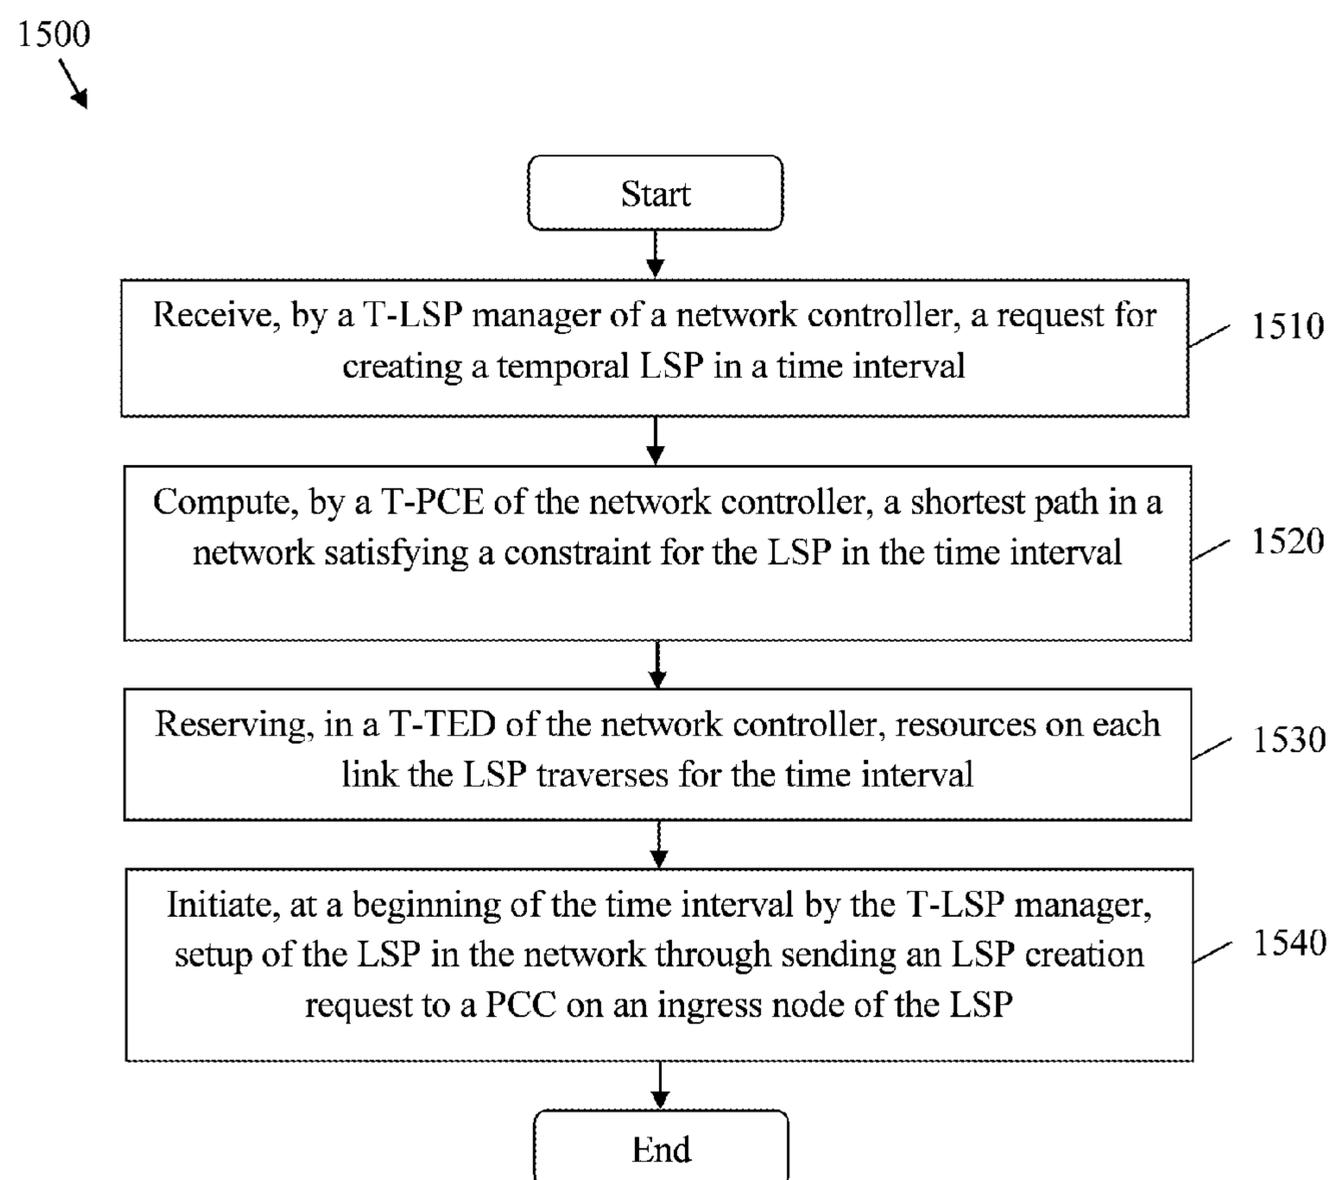 1500
Start
Receive, by a T-LSP manager of a network controller, a request for
creating a temporal LSP in a time interval
1510
Compute, by a T-PCE of the network controller, a shortest path in a
network satisfying a constraint for the LSP in the time interval
1520
Reserving, in a T-TED of the network controller, resources on each
link the LSP traverses for the time interval
1530
Initiate, at a beginning of the time interval by the T-LSP manager,
setup of the LSP in the network through sending an LSP creation
request to a PCC on an ingress node of the LSP
1540
End